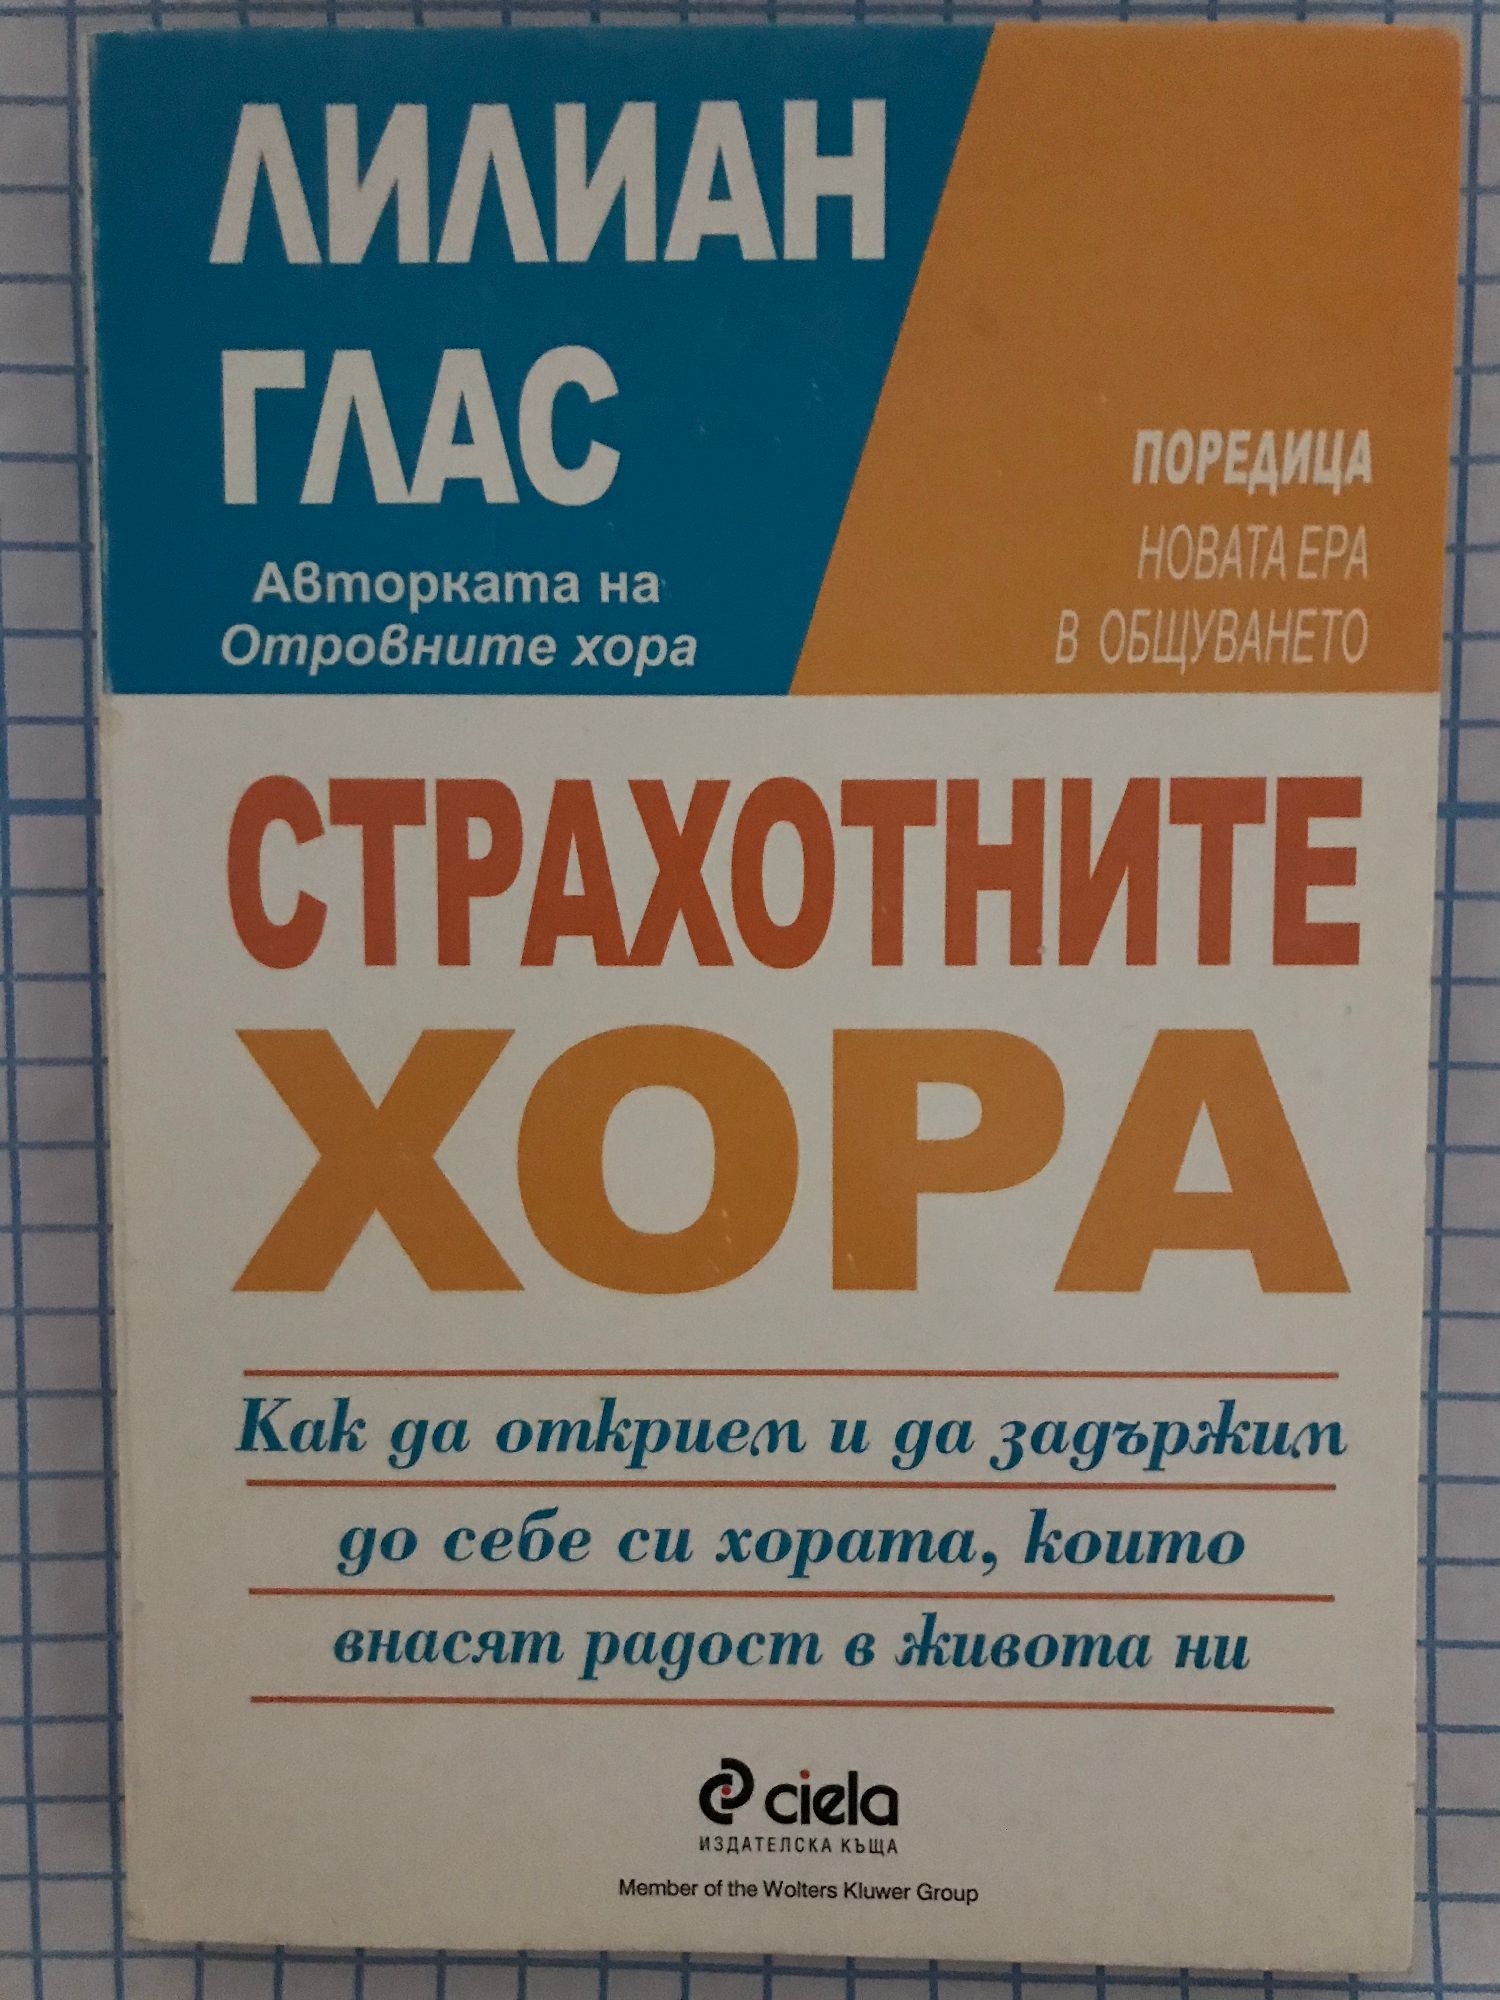 ЛИЛИАН
ГЛАС
Авторката на
Отровните хора
ПОРЕДИЦА
НОВАТА ЕРА
В ОБЩУВАНЕТО
СТРАХОТНИТЕ
ХОРА
Как да открием и да задържим
до себе си хората, които
внасят радост в живота ни
ciela
ИЗДАТЕЛСКА КЪЩА
Member of the Wolters Kluwer Group